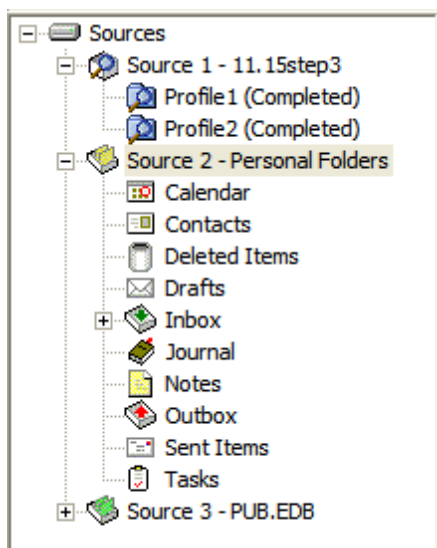 Sources
Source 1 - 11.15step3
Profile1 (Completed)
Profile2 (Completed)
Source 2 - Personal Folders
Calendar
Contacts
Deleted Items
Drafts
Inbox
Journal
Notes
Outbox
Sent Items
Tasks
Source 3 - PUB.EDB